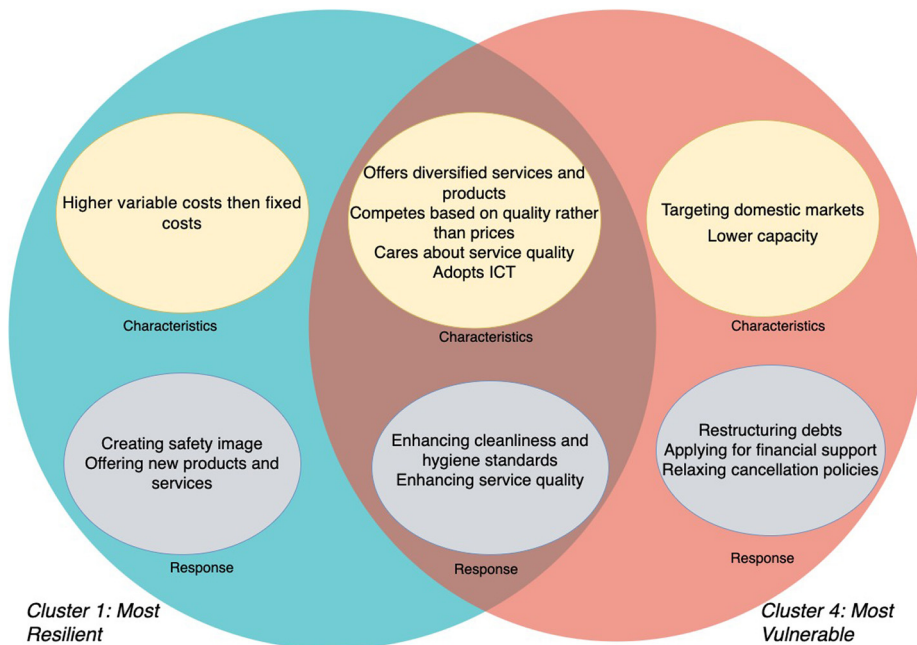 Higher variable costs then fixed
costs
Characteristics
Creating safety image
Offering new products and
services
Response
Cluster 1: Most
Resilient
Offers diversified services and
products
Competes based on quality rather
than prices
Cares about service quality
Adopts ICT
Characteristics
Enhancing cleanliness and
hygiene standards
Enhancing service quality
Response
Targeting domestic markets
Lower capacity
Characteristics
Restructuring debts
Applying for financial support
Relaxing cancellation policies
Response
Cluster 4: Most
Vulnerable